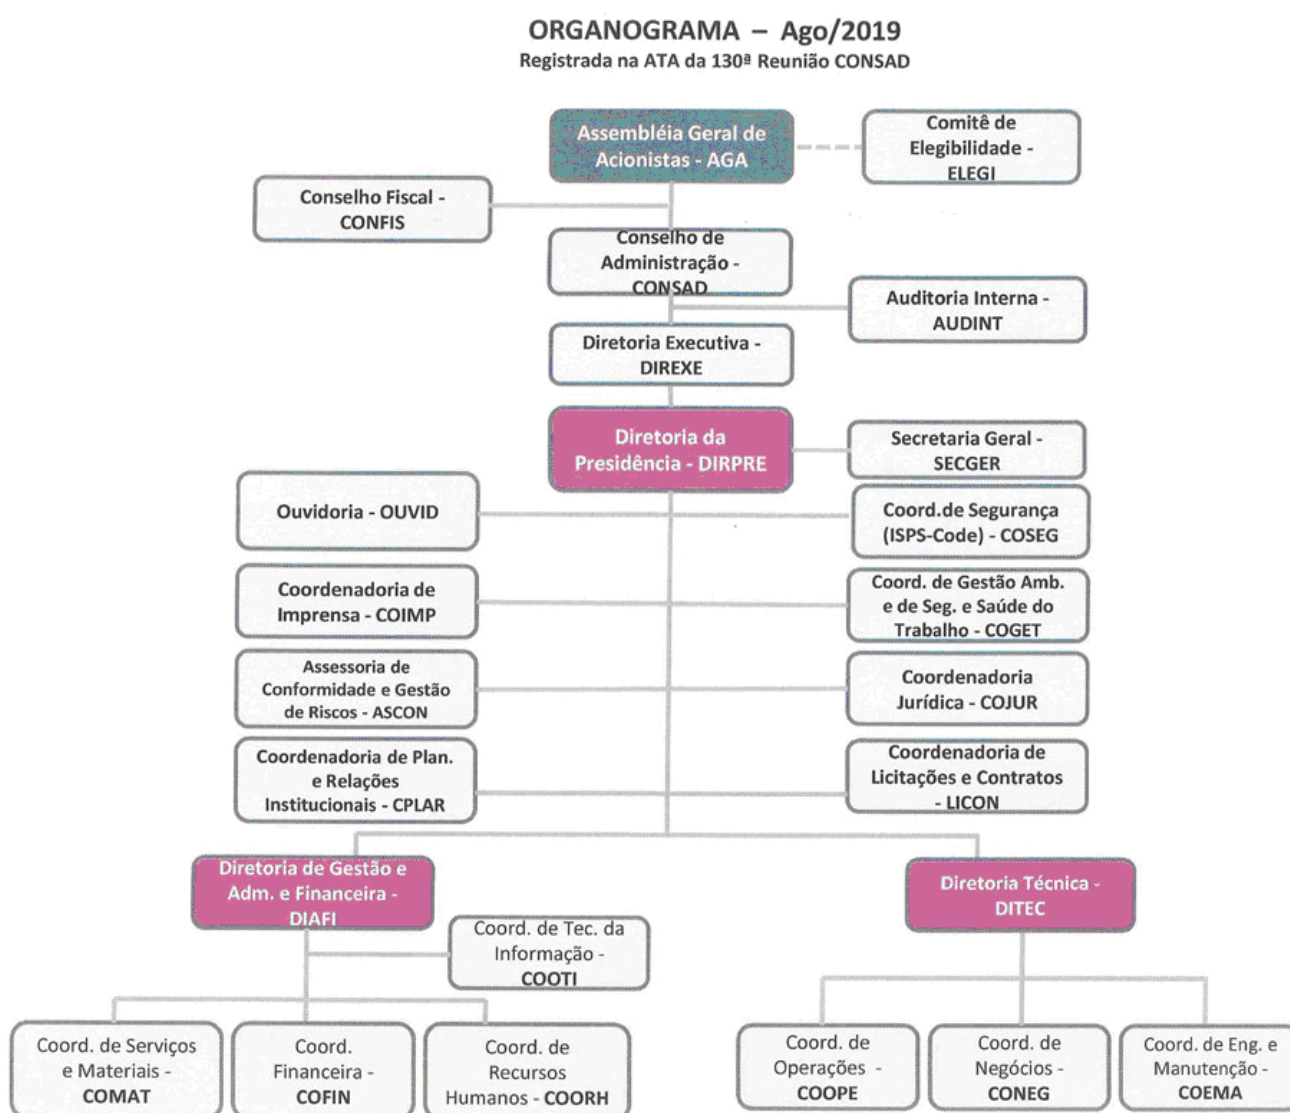 ORGANOGRAMA – Ago/2019
Registrada na ATA da 130ª Reunião CONSAD
Assembléia Geral de
Acionistas - AGA
Comitê de
Elegibilidade -
ELEGI
Conselho Fiscal -
CONFIS
Conselho de
Administração -
CONSAD
Auditoria Interna -
AUDINT
Diretoria Executiva -
DIREXE
Diretoria da
Presidência - DIRPRE
Secretaria Geral -
SECGER
Ouvidoria - OUVID
Coord.de Segurança
(ISPS-Code) - COSEG
Coordenadoria de
Imprensa - COIMP
Coord. de Gestão Amb.
e de Seg. e Saúde do
Trabalho - COGET
Assessoria de
Conformidade e Gestão
de Riscos - ASCON
Coordenadoria
Jurídica - COJUR
Coordenadoria de Plan.
e Relações
Institucionais - CPLAR
Coordenadoria de
Licitações e Contratos
- LICON
Diretoria de Gestão e
Adm. e Financeira -
DIAFI
Diretoria Técnica -
DITEC
Coord. de Tec. da
Informação -
COOTI
Coord. de Serviços
e Materiais -
COMAT
Coord.
Financeira -
COFIN
Coord. de
Recursos
Humanos - COORH
Coord. de
Operações -
COOPE
Coord. de
Negócios -
CONEG
Coord. de Eng. e
Manutenção -
COEMA